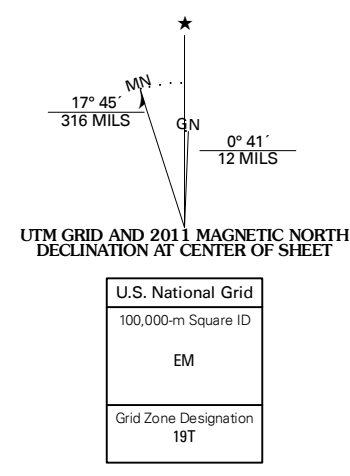 ★
MN
17° 45´
316 MILS
GN
0° 41´
12 MILS
UTM GRID AND 2011 MAGNETIC NORTH
DECLINATION AT CENTER OF SHEET
U.S. National Grid
100,000-m Square ID
EM
Grid Zone Designation
19T